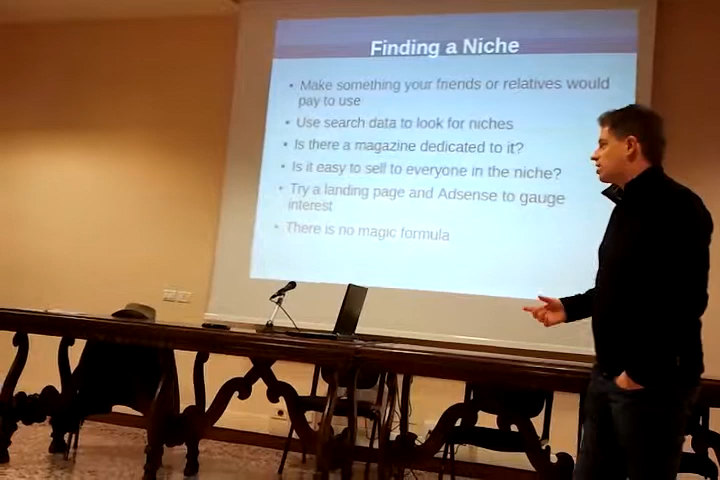 Finding a Niche
• Make something your friends or relatives would
pay to use
• Use search data to look for niches
• Is there a magazine dedicated to it?
• Is it easy to sell to everyone in the niche?
• Try a landing page and Adsense to gauge
interest
• There is no magic formula